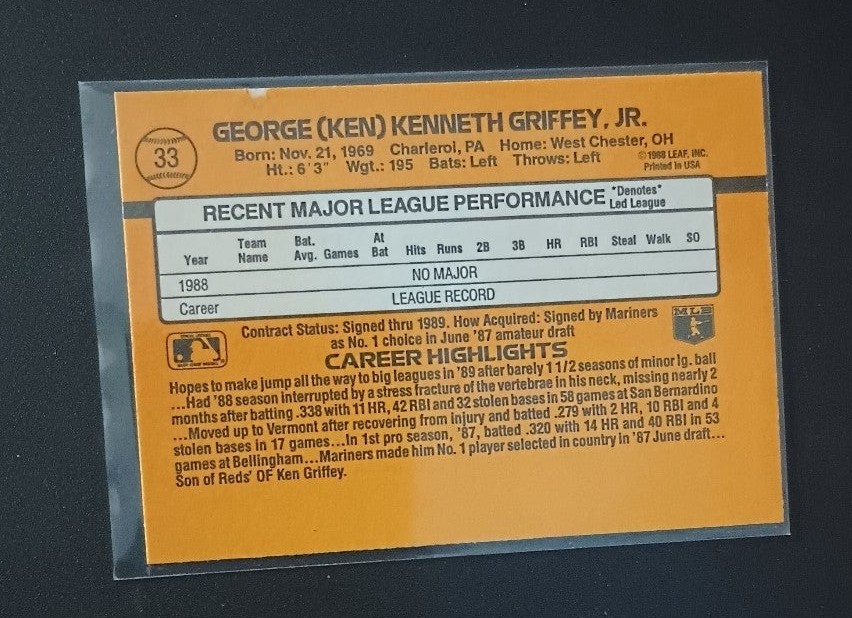 33
GEORGE (KEN) KENNETH GRIFFEY, JR.
Born: Nov. 21, 1969 Charleroi, PA Home: West Chester, OH
Ht.: 6'3" Wgt.: 195 Bats: Left Throws: Left
©1988 LEAF, INC.
Printed in USA
RECENT MAJOR LEAGUE PERFORMANCE *Denotes*
Led League
Year Team Name Bat. Avg. Games At Bat Hits Runs 2B 3B HR RBI Steal Walk SO
1988 NO MAJOR
Career LEAGUE RECORD
Contract Status: Signed thru 1989. How Acquired: Signed by Mariners
as No. 1 choice in June '87 amateur draft
MLB
CAREER HIGHLIGHTS
Hopes to make jump all the way to big leagues in '89 after barely 1 1/2 seasons of minor lg. ball
...Had '88 season interrupted by a stress fracture of the vertebrae in his neck, missing nearly 2
months after batting .338 with 11 HR, 42 RBI and 32 stolen bases in 58 games at San Bernardino
...Moved up to Vermont after recovering from injury and batted .279 with 2 HR, 10 RBI and 4
stolen bases in 17 games...In 1st pro season, '87, batted .320 with 14 HR and 40 RBI in 53
games at Bellingham...Mariners made him No. 1 player selected in country in '87 June draft...
Son of Reds' OF Ken Griffey.